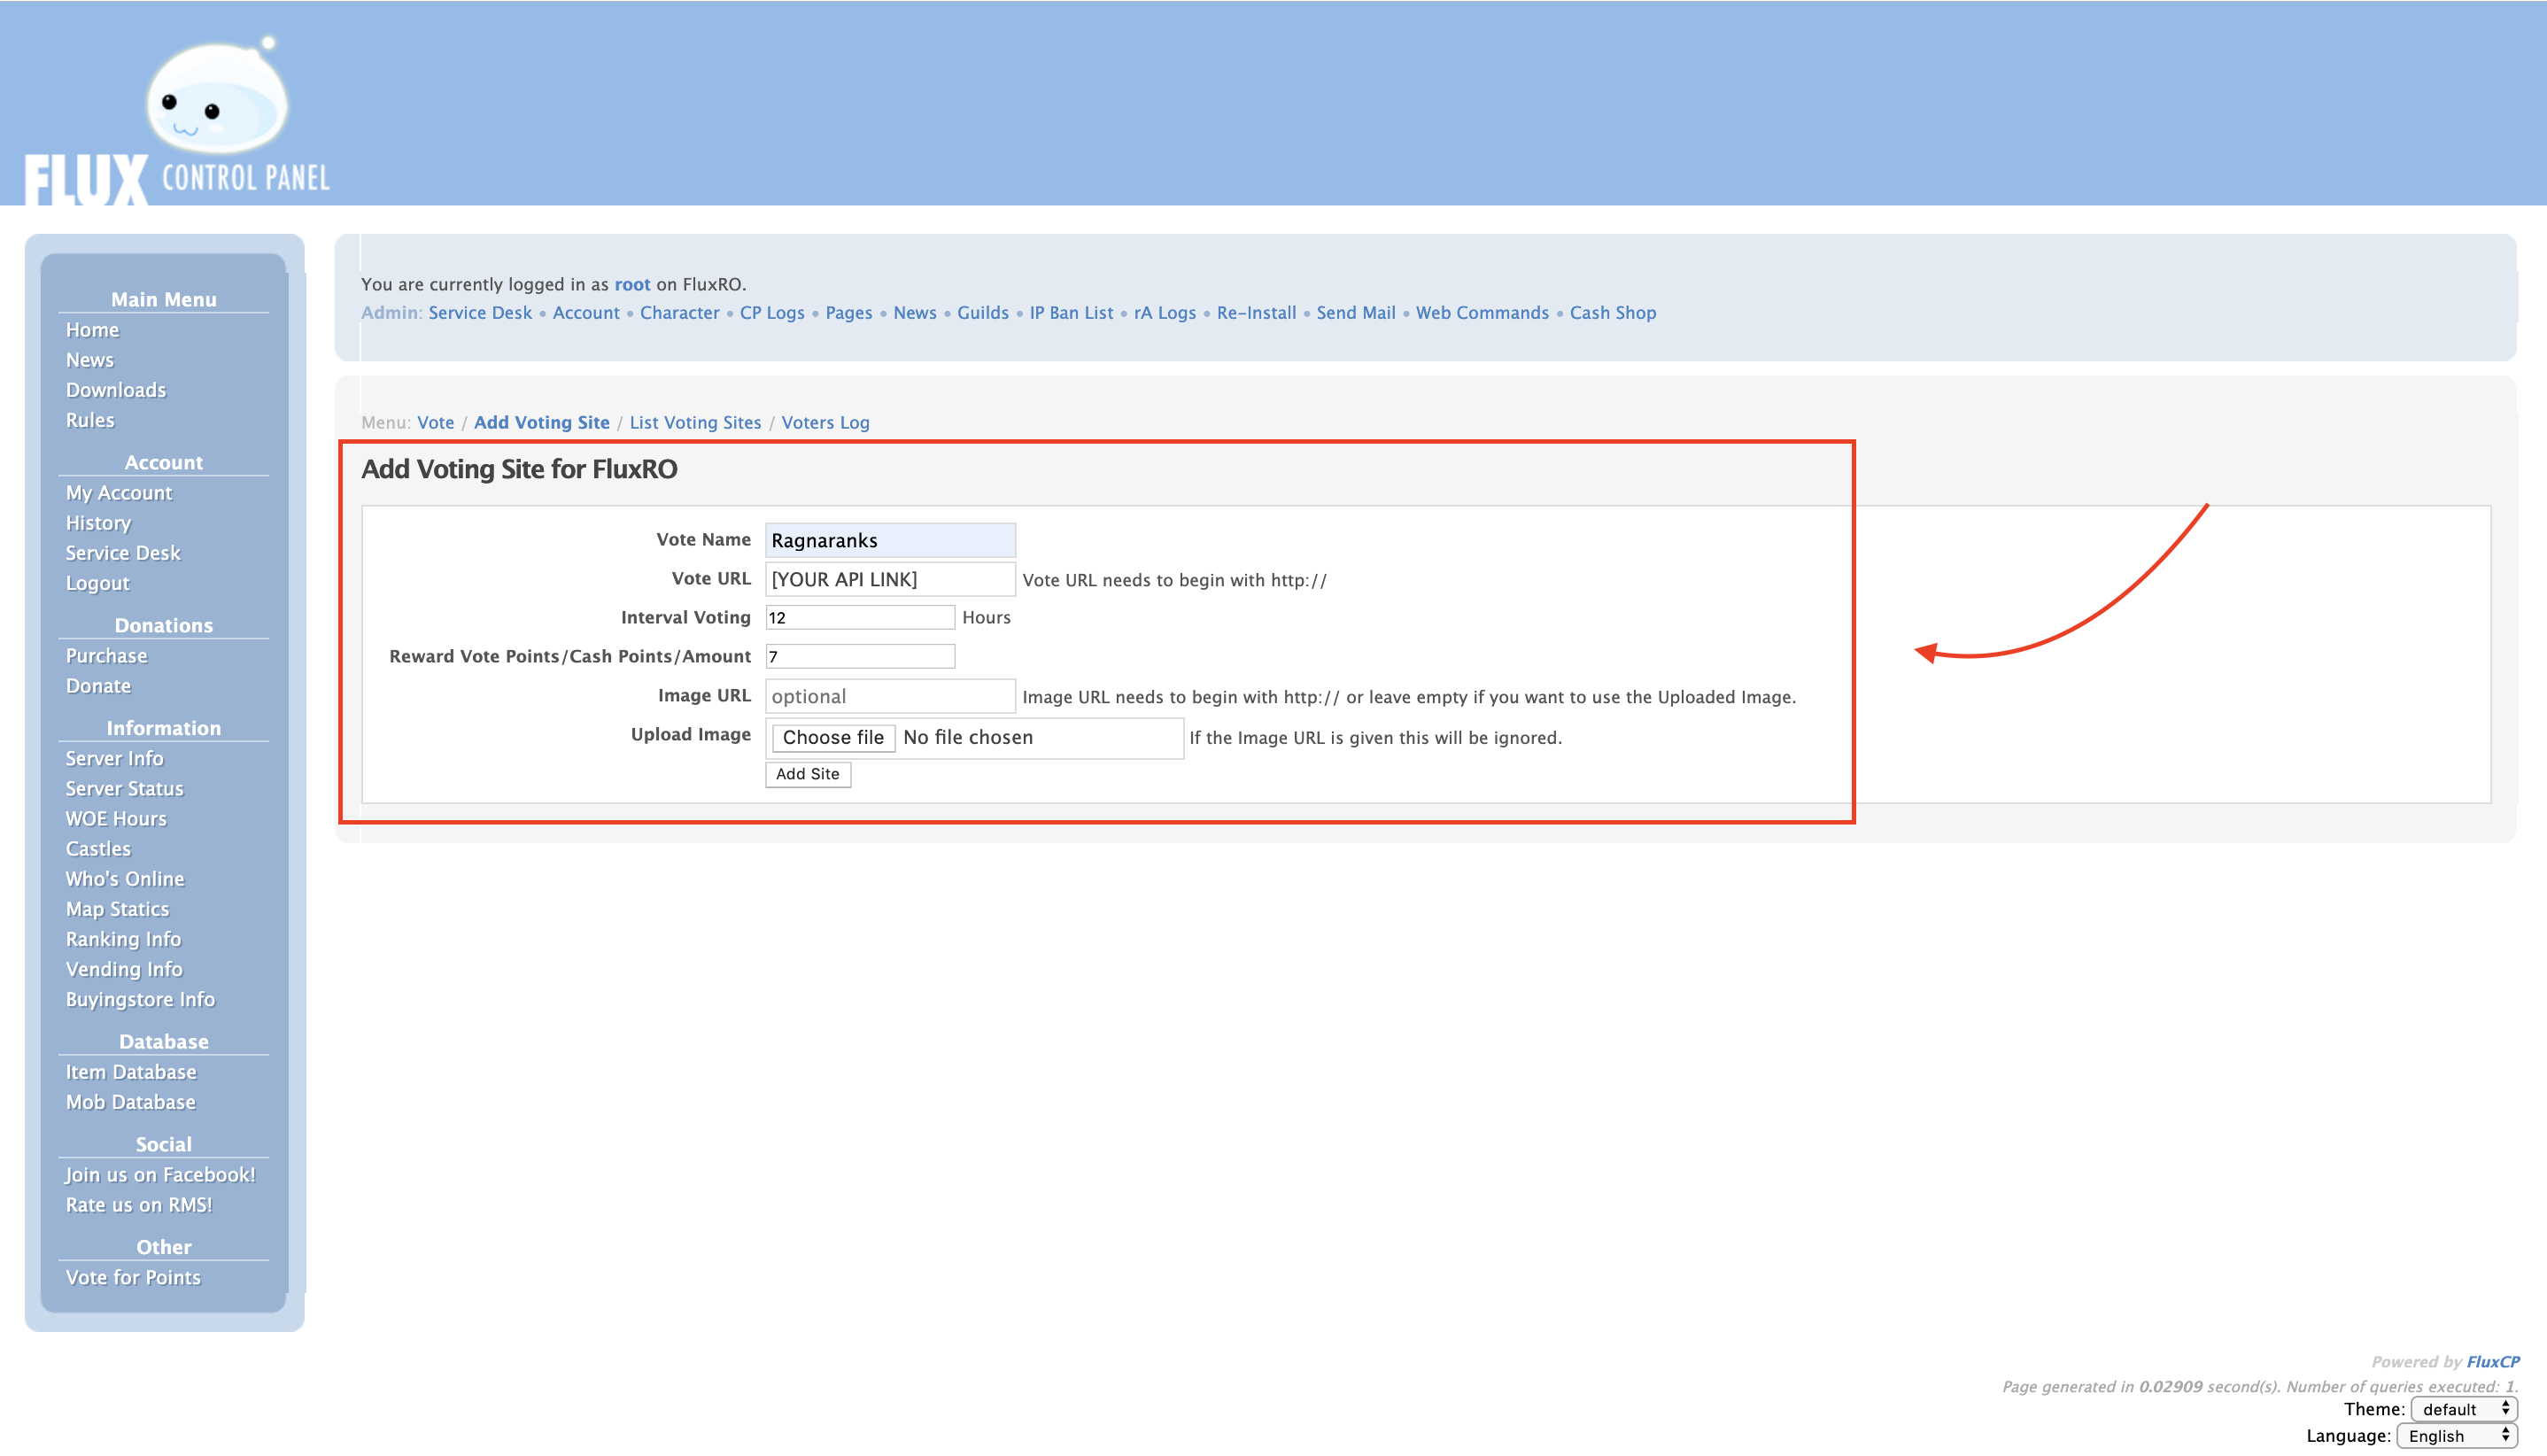 FLUX CONTROL PANEL
Main Menu
Home
News
Downloads
Rules
Account
My Account
History
Service Desk
Logout
Donations
Purchase
Donate
Information
Server Info
Server Status
WOE Hours
Castles
Who's Online
Map Statics
Ranking Info
Vending Info
Buyingstore Info
Database
Item Database
Mob Database
Social
Join us on Facebook!
Rate us on RMS!
Other
Vote for Points
You are currently logged in as root on FluxRO.
Admin: Service Desk • Account • Character • CP Logs • Pages • News • Guilds • IP Ban List • rA Logs • Re-Install • Send Mail • Web Commands • Cash Shop
Menu: Vote / Add Voting Site / List Voting Sites / Voters Log
Add Voting Site for FluxRO
Vote Name Ragnaranks
Vote URL [YOUR API LINK] Vote URL needs to begin with http://
Interval Voting 12 Hours
Reward Vote Points/Cash Points/Amount 7
Image URL optional Image URL needs to begin with http:// or leave empty if you want to use the Uploaded Image.
Upload Image Choose file No file chosen If the Image URL is given this will be ignored.
Add Site
Powered by FluxCP
Page generated in 0.02909 second(s). Number of queries executed: 1.
Theme: default
Language: English